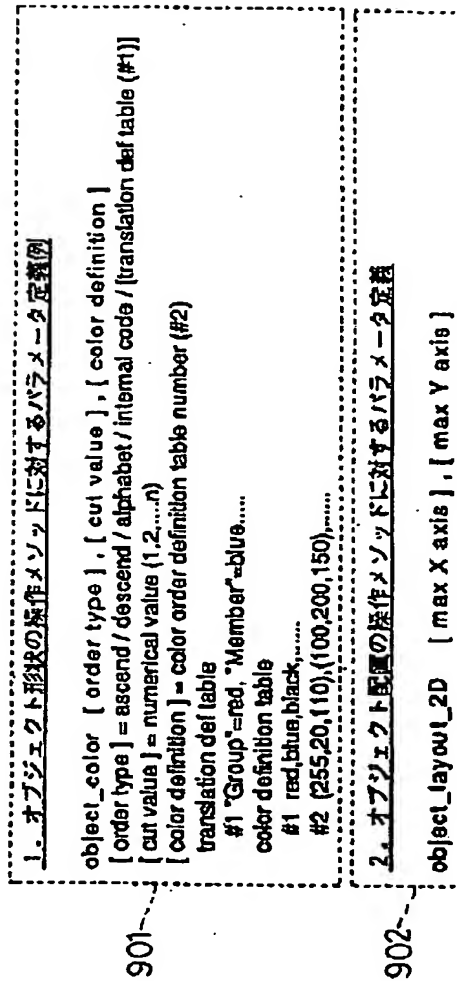 1. オブジェクト形状の操作メソッドに対するパラメータ定義例
object_color [ order type ] , [ cut value ] , [ color definition ]
[ order type ] = ascend / descend / alphabet / internal code / [translation def table (#1)]
[ cut value ] = numerical value (1,2,.....n)
[ color definition ] = color order definition table number (#2)
translation def table
#1 "Group"=red, "Member"=blue......
color definition table
#1 red,blue,black,.......
#2 (255,20,110),(100,200,150),.......
901
2. オブジェクト配置の操作メソッドに対するパラメータ定義
object_layout_2D [ max X axis ] , [ max Y axis ]
902